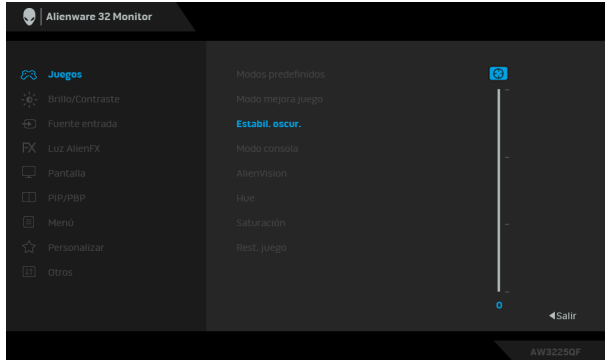 Alienware 32 Monitor
Juegos
Brillo/Contraste
Fuente entrada
FX Luz AlienFX
Pantalla
PIP/PBP
Menú
Personalizar
Otros
Modos predefinidos
Modo mejora juego
Estabil. oscur.
Modo consola
AlienVision
Hue
Saturación
Rest. juego
0
Salir
AW3225QF